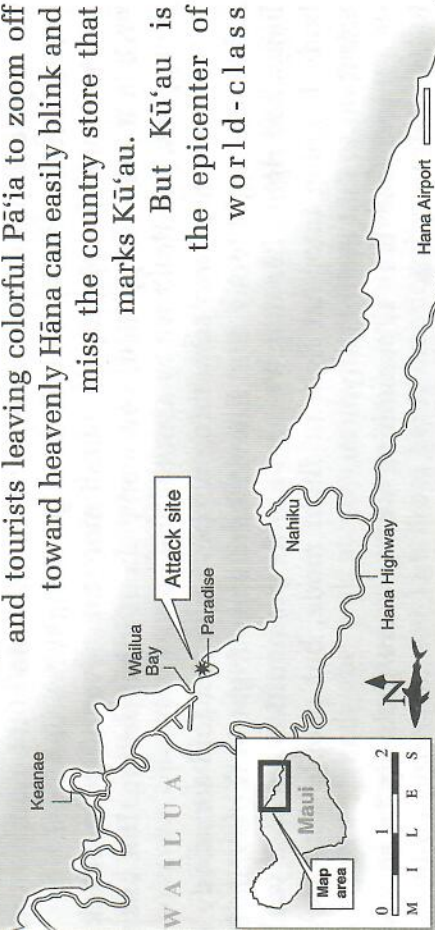 and tourists leaving colorful Pā‘ia to zoom off
toward heavenly Hāna can easily blink and
miss the country store that
marks Kū‘au.
But Kū‘au is
the epicenter of
world-class
Keanae
Wailua
Bay
Attack site
Paradise
WAILUA
Nahiku
Hana Highway
Hana Airport
N
Maui
Map
area
0 1 2
MILES